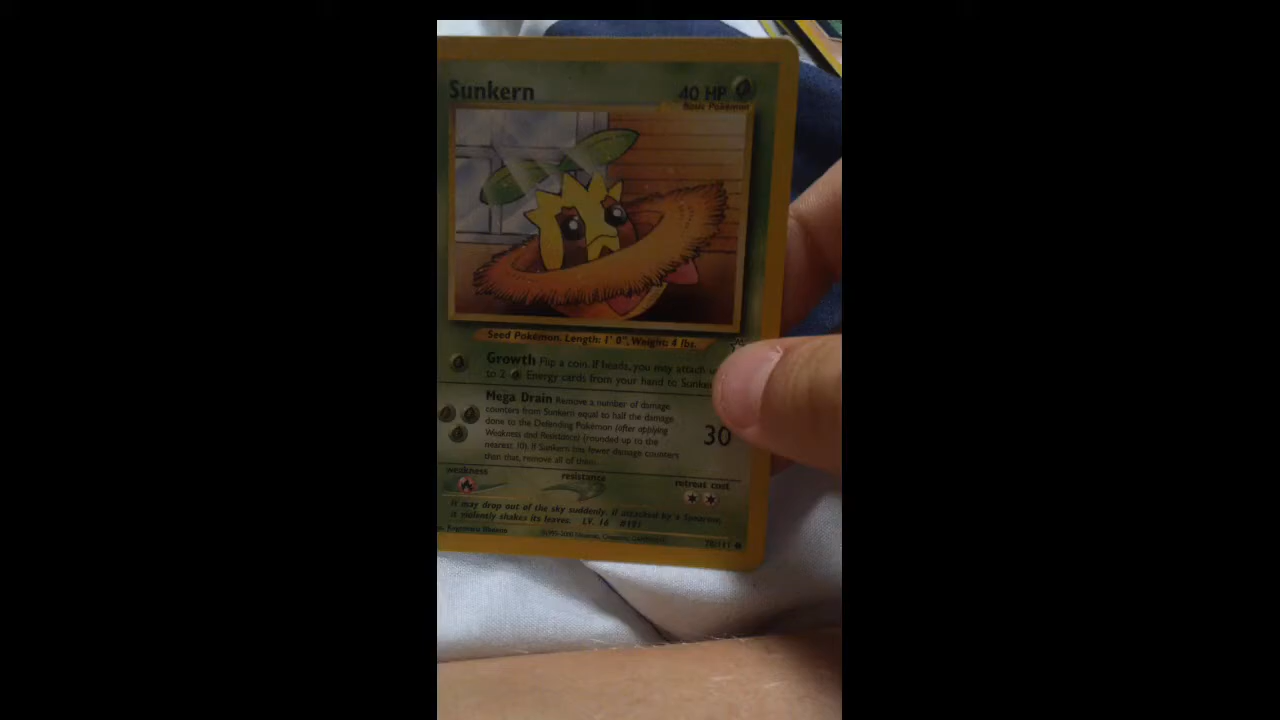 Sunkern
40 HP
Basic Pokémon
Seed Pokémon. Length: 1' 0", Weight: 4 lbs.
Growth Flip a coin. If heads, you may attach
to 2 Energy cards from your hand to
Mega Drain Remove a number of damage
counters from Sunkern equal to half the damage
done to the Defending Pokémon (after applying
Weakness and Resistance) (rounded up to the
nearest 10). If Sunkern has fewer damage counters
than that, remove all of them.
30
weakness
resistance
retreat cost
It may drop out of the sky suddenly. If attacked by a Spearow,
it violently shakes its leaves. LV. 16 #191